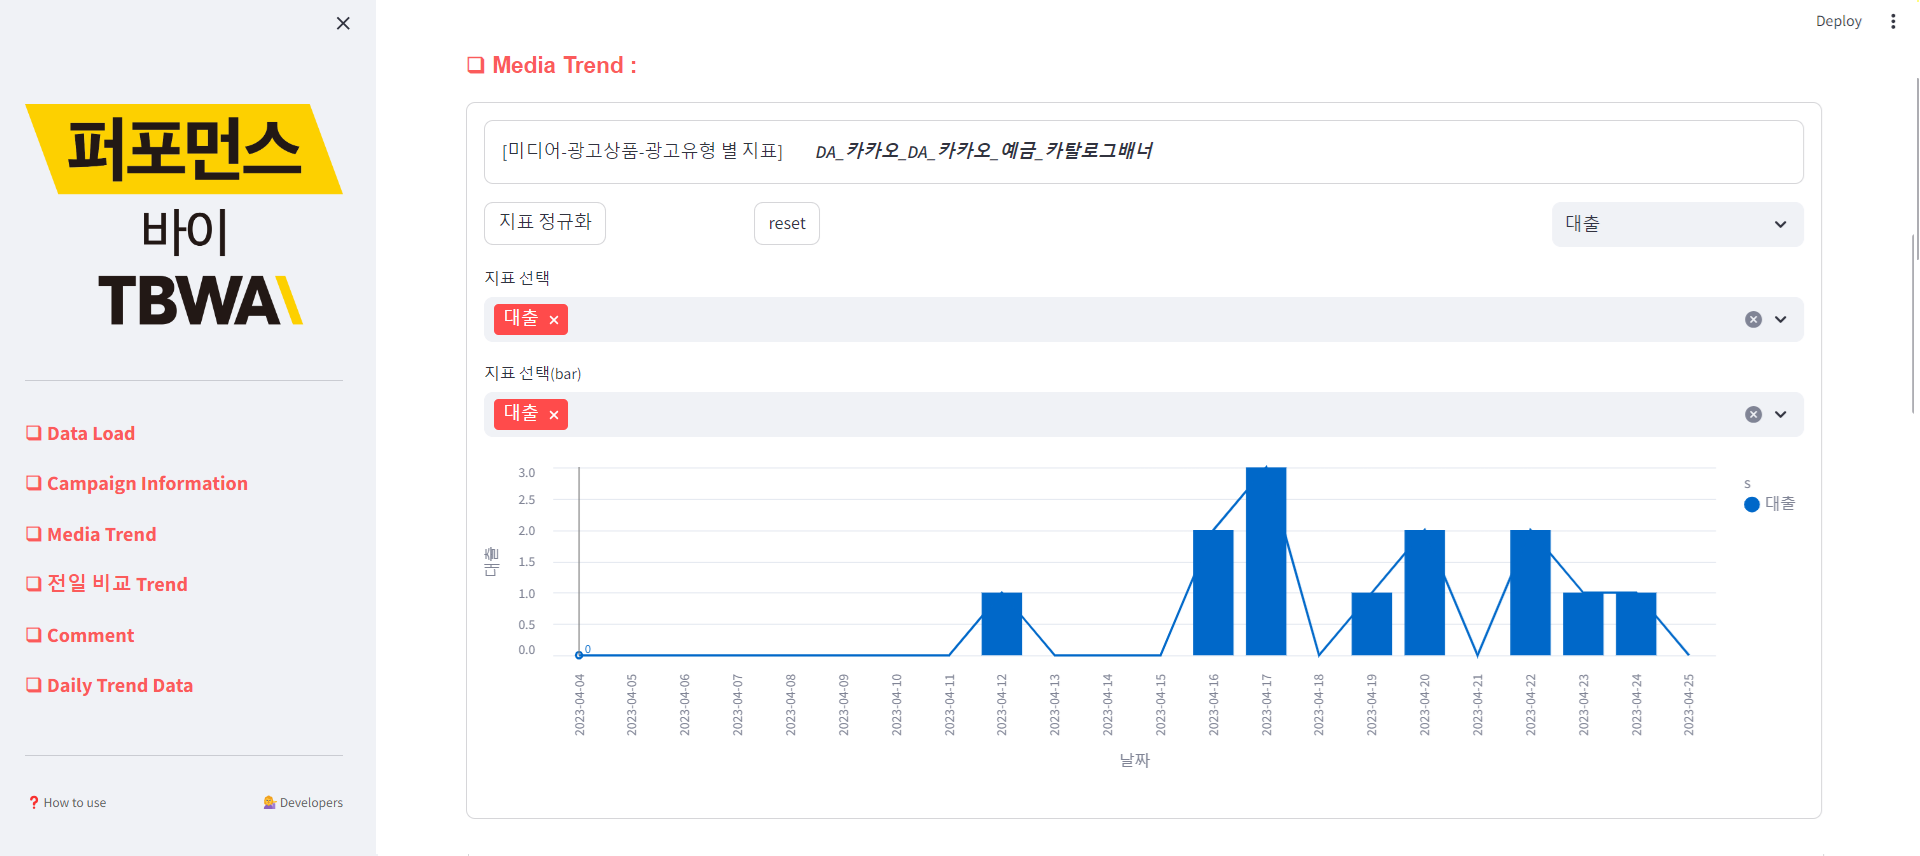 Deploy
퍼포먼스
바이
TBWA\
❏ Data Load
❏ Campaign Information
❏ Media Trend
❏ 전일 비교 Trend
❏ Comment
❏ Daily Trend Data
❓ How to use
💁 Developers
❏ Media Trend :
[미디어-광고상품-광고유형 별 지표] DA_카카오_DA_카카오_예금_카탈로그배너
지표 정규화
reset
대출
지표 선택
대출
지표 선택(bar)
대출
3.0
2.5
2.0
1.5
1.0
0.5
0.0
대출
0
s
대출
2023-04-04
2023-04-05
2023-04-06
2023-04-07
2023-04-08
2023-04-09
2023-04-10
2023-04-11
2023-04-12
2023-04-13
2023-04-14
2023-04-15
2023-04-16
2023-04-17
2023-04-18
2023-04-19
2023-04-20
2023-04-21
2023-04-22
2023-04-23
2023-04-24
2023-04-25
날짜